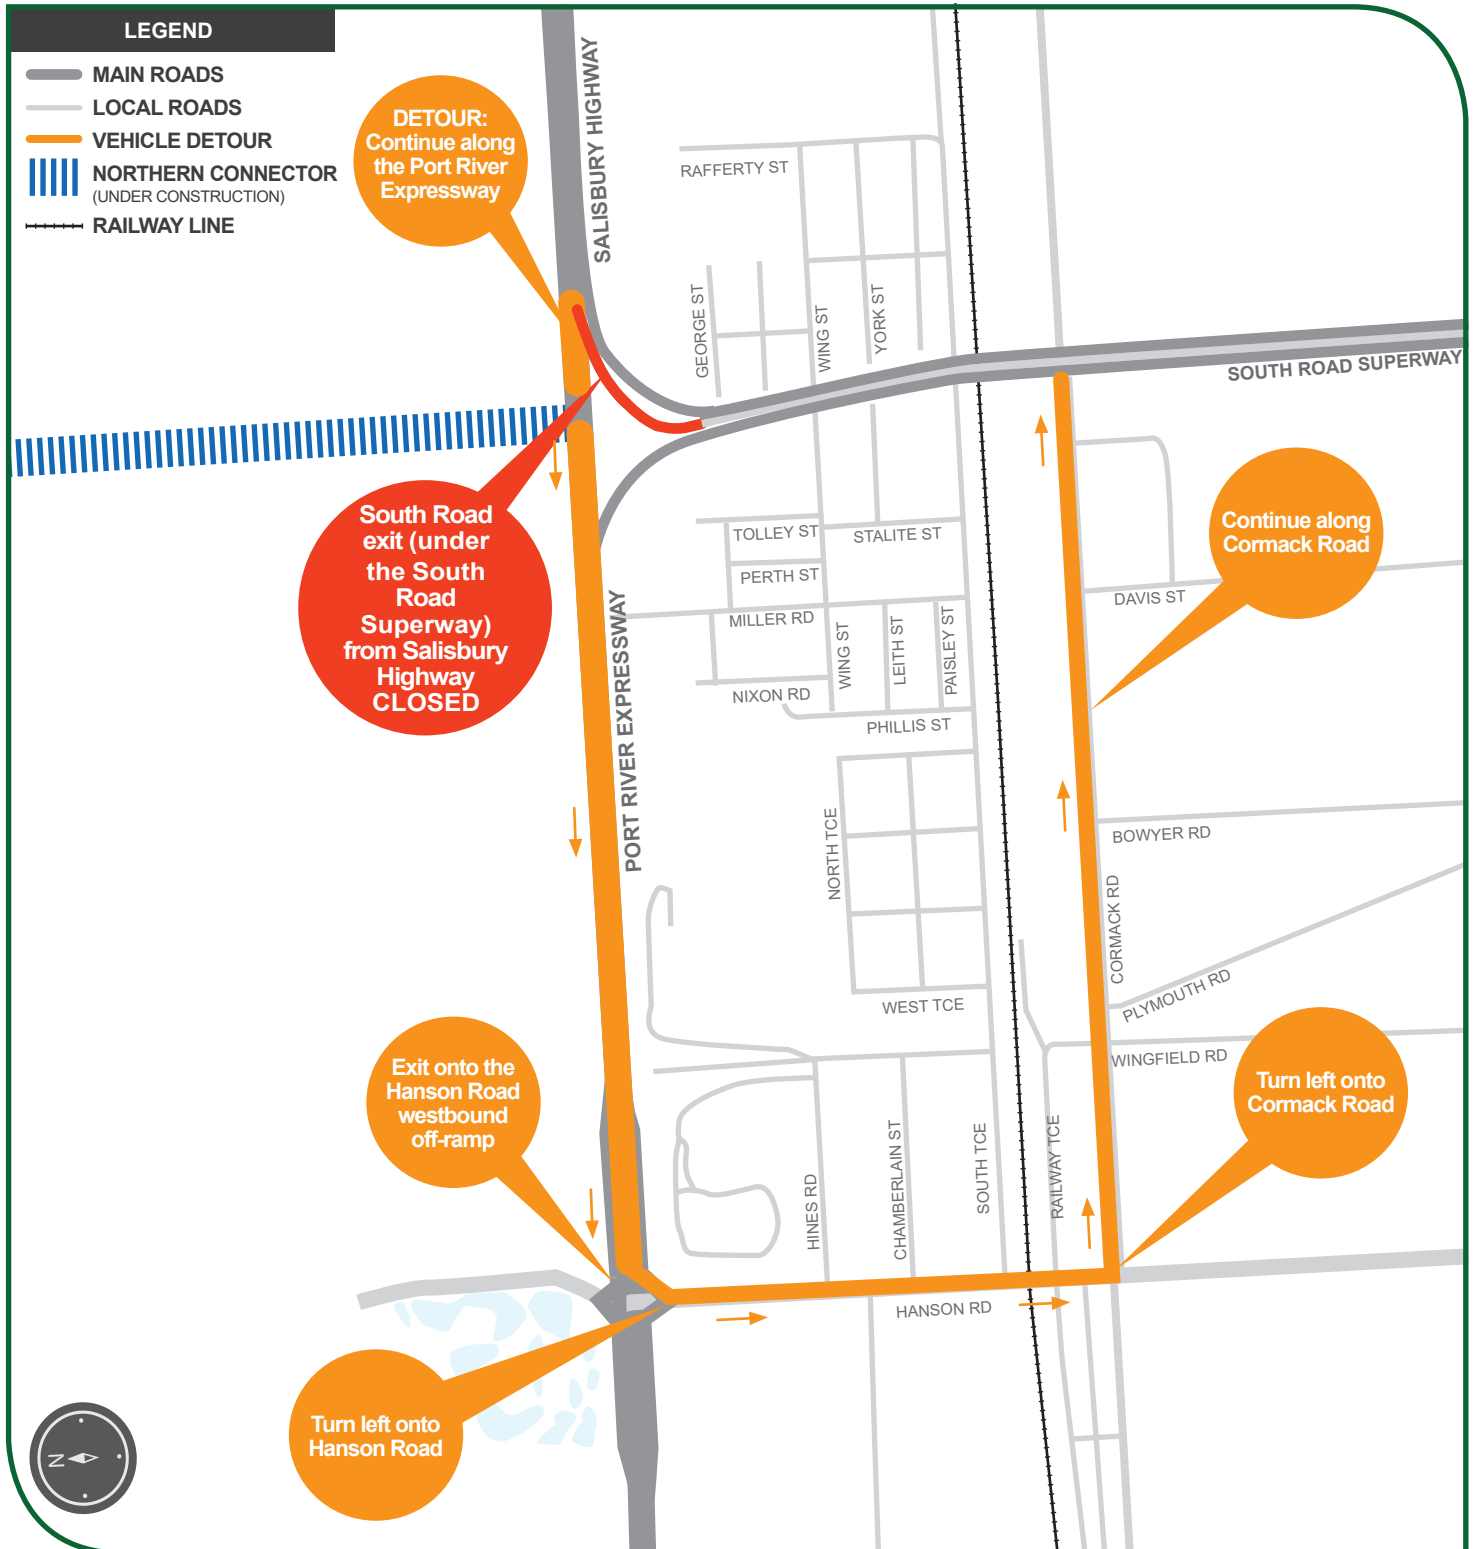 LEGEND
MAIN ROADS
LOCAL ROADS
VEHICLE DETOUR
NORTHERN CONNECTOR
(UNDER CONSTRUCTION)
RAILWAY LINE
DETOUR:
Continue along
the Port River
Expressway
SALISBURY HIGHWAY
RAFFERTY ST
GEORGE ST
WING ST
YORK ST
SOUTH ROAD SUPERWAY
South Road
exit (under
the South
Road
Superway)
from Salisbury
Highway
CLOSED
Continue along
Cormack Road
TOLLEY ST
STALITE ST
PERTH ST
MILLER RD
DAVIS ST
WING ST
LEITH ST
PAISLEY ST
NIXON RD
PHILLIS ST
PORT RIVER EXPRESSWAY
NORTH TCE
BOWYER RD
CORMACK RD
PLYMOUTH RD
WEST TCE
WINGFIELD RD
Exit onto the
Hanson Road
westbound
off-ramp
Turn left onto
Cormack Road
HINES RD
CHAMBERLAIN ST
SOUTH TCE
RAILWAY TCE
HANSON RD
Turn left onto
Hanson Road
N